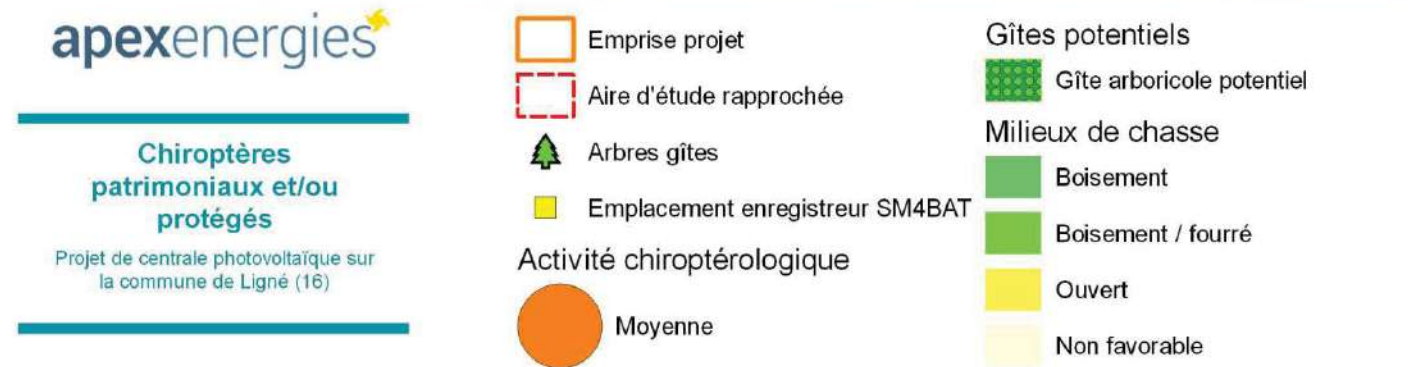 apexenergies
Chiroptères
patrimoniaux et/ou
protégés
Projet de centrale photovoltaïque sur
la commune de Ligné (16)
Emprise projet
Aire d'étude rapprochée
Arbres gîtes
Emplacement enregistreur SM4BAT
Activité chiroptérologique
Moyenne
Gîtes potentiels
Gîte arboricole potentiel
Milieux de chasse
Boisement
Boisement / fourré
Ouvert
Non favorable